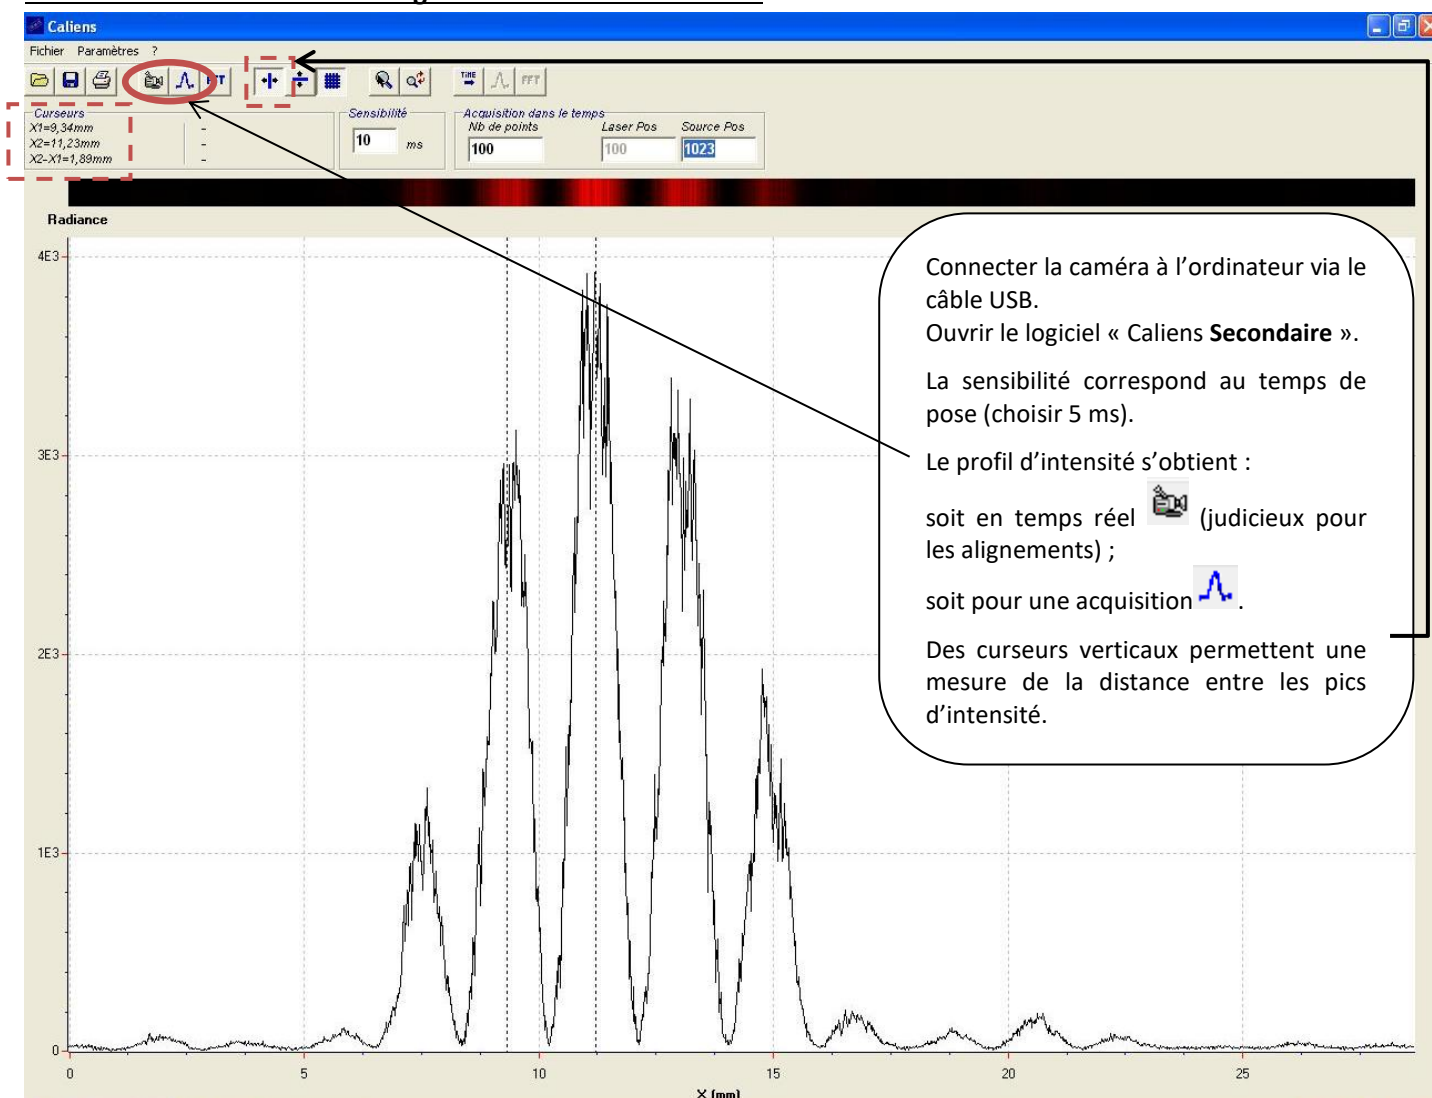 Caliens
Fichier Paramètres ?
TIME
FFT
Curseurs
X1=9,34mm
X2=11,23mm
X2-X1=1,89mm
-
-
-
Sensibilité
10 ms
Acquisition dans le temps
Nb de points Laser Pos Source Pos
100 100 1023
Radiance
4E3
3E3
2E3
1E3
0
0 5 10 15 20 25
X (mm)
Connecter la caméra à l'ordinateur via le
câble USB.
Ouvrir le logiciel « Caliens Secondaire ».
La sensibilité correspond au temps de
pose (choisir 5 ms).
Le profil d'intensité s'obtient :
soit en temps réel (judicieux pour
les alignements) ;
soit pour une acquisition .
Des curseurs verticaux permettent une
mesure de la distance entre les pics
d'intensité.